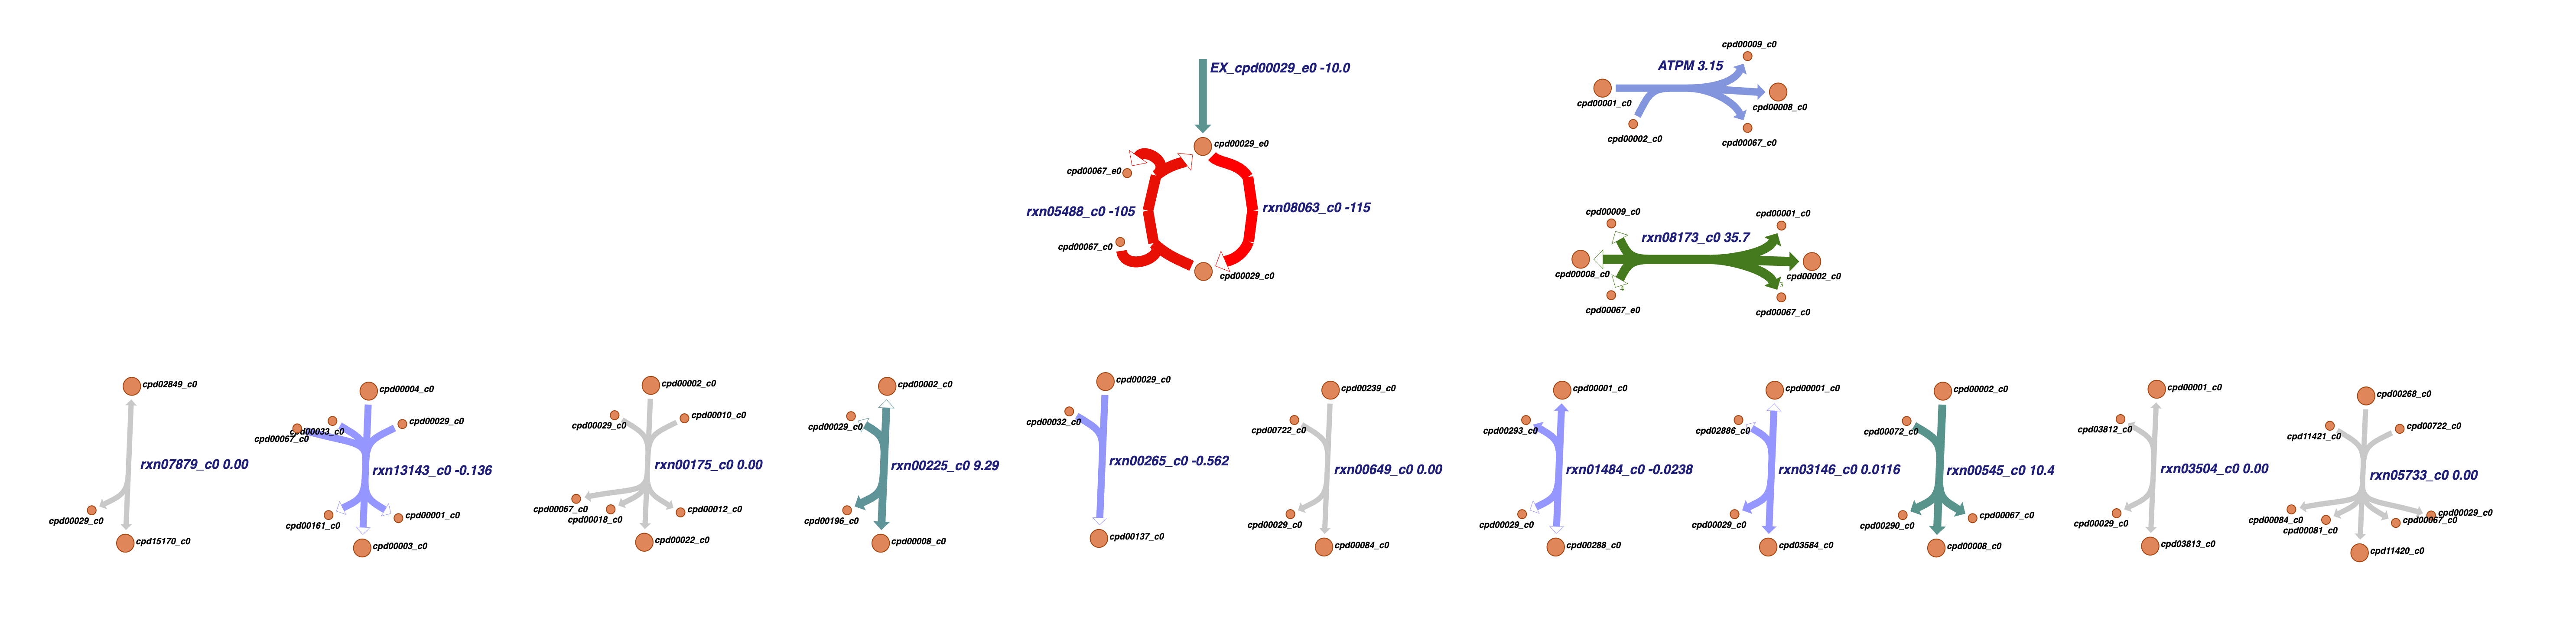 cpd00009_c0
ATPM 3.15
EX_cpd00029_e0 -10.0
cpd00001_c0
cpd00008_c0
cpd00002_c0
cpd00067_c0
cpd00029_e0
cpd00067_e0
rxn05488_c0 -105
rxn08063_c0 -115
cpd00067_c0
cpd00029_c0
cpd00009_c0
cpd00001_c0
rxn08173_c0 35.7
cpd00008_c0
cpd00002_c0
4
3
cpd00067_e0
cpd00067_c0
cpd02849_c0
rxn07879_c0 0.00
cpd00029_c0
cpd15170_c0
cpd00004_c0
cpd00029_c0
cpd00033_c0
cpd00067_c0
rxn13143_c0 -0.136
cpd00161_c0
cpd00001_c0
cpd00003_c0
cpd00002_c0
cpd00010_c0
cpd00029_c0
rxn00175_c0 0.00
cpd00067_c0
cpd00018_c0
cpd00012_c0
cpd00022_c0
cpd00002_c0
cpd00029_c0
rxn00225_c0 9.29
cpd00196_c0
cpd00008_c0
cpd00029_c0
cpd00032_c0
rxn00265_c0 -0.562
cpd00137_c0
cpd00239_c0
cpd00722_c0
rxn00649_c0 0.00
cpd00029_c0
cpd00084_c0
cpd00001_c0
cpd00293_c0
rxn01484_c0 -0.0238
cpd00029_c0
cpd00288_c0
cpd00001_c0
cpd02886_c0
rxn03146_c0 0.0116
cpd00029_c0
cpd03584_c0
cpd00002_c0
cpd00072_c0
rxn00545_c0 10.4
cpd00290_c0
cpd00067_c0
cpd00008_c0
cpd00001_c0
cpd03812_c0
rxn03504_c0 0.00
cpd00029_c0
cpd03813_c0
cpd00268_c0
cpd11421_c0
cpd00722_c0
rxn05733_c0 0.00
cpd00084_c0
cpd00081_c0
cpd00067_c0
cpd00029_c0
cpd11420_c0